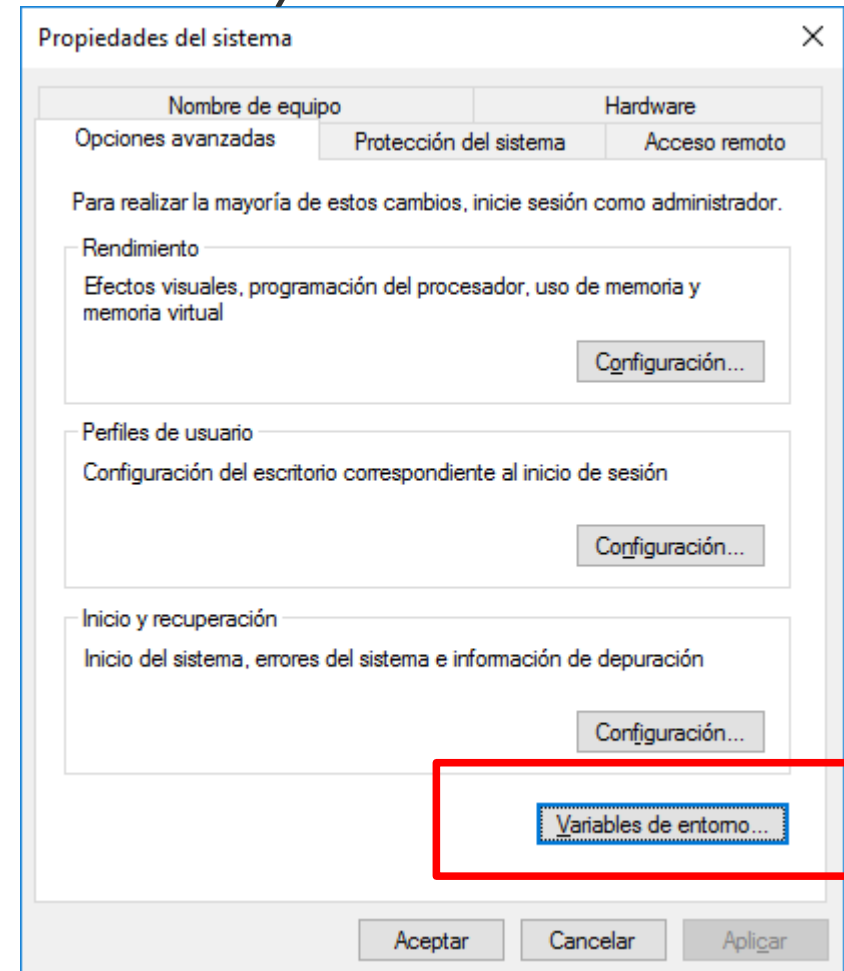 Propiedades del sistema
Nombre de equipo
Hardware
Opciones avanzadas
Protección del sistema
Acceso remoto
Para realizar la mayoría de estos cambios, inicie sesión como administrador.
Rendimiento
Efectos visuales, programación del procesador, uso de memoria y
memoria virtual
Configuración...
Perfiles de usuario
Configuración del escritorio correspondiente al inicio de sesión
Configuración...
Inicio y recuperación
Inicio del sistema, errores del sistema e información de depuración
Configuración...
Variables de entorno...
Aceptar
Cancelar
Aplicar